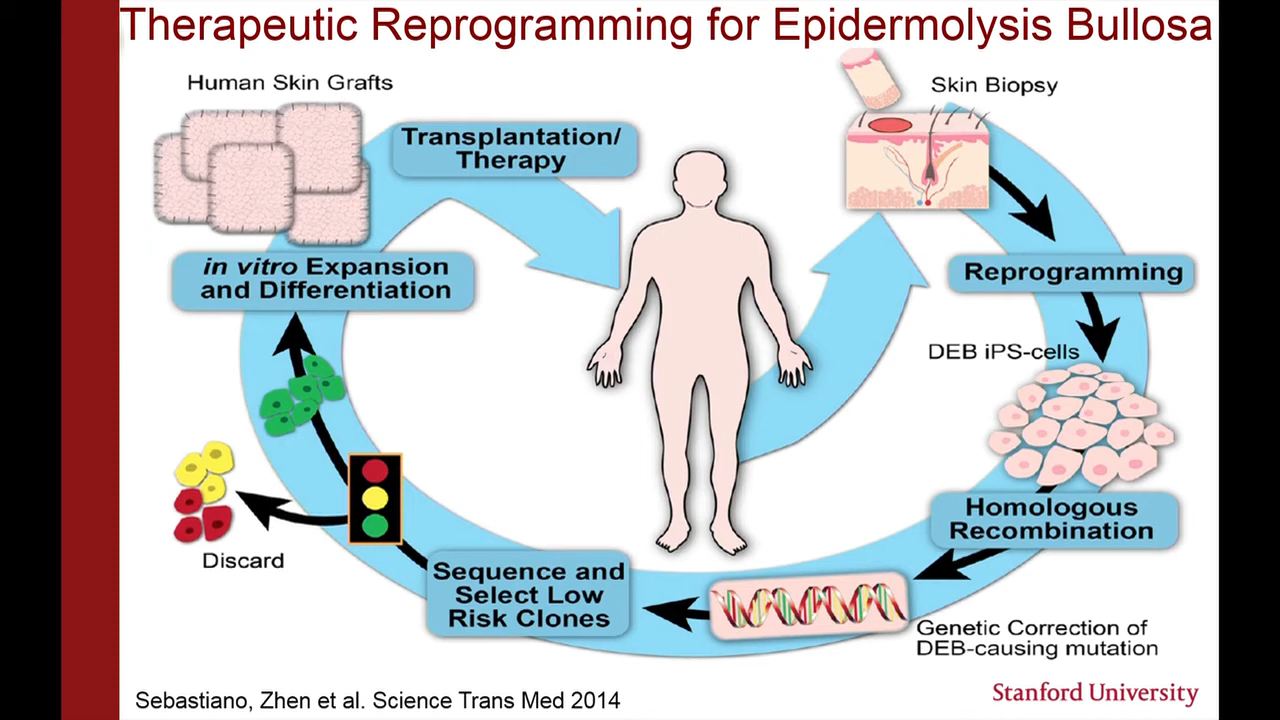 Therapeutic Reprogramming for Epidermolysis Bullosa
Human Skin Grafts
Transplantation/
Therapy
Skin Biopsy
Reprogramming
DEB iPS-cells
Homologous
Recombination
Genetic Correction of
DEB-causing mutation
Sequence and
Select Low
Risk Clones
Discard
in vitro Expansion
and Differentiation
Sebastiano, Zhen et al. Science Trans Med 2014
Stanford University